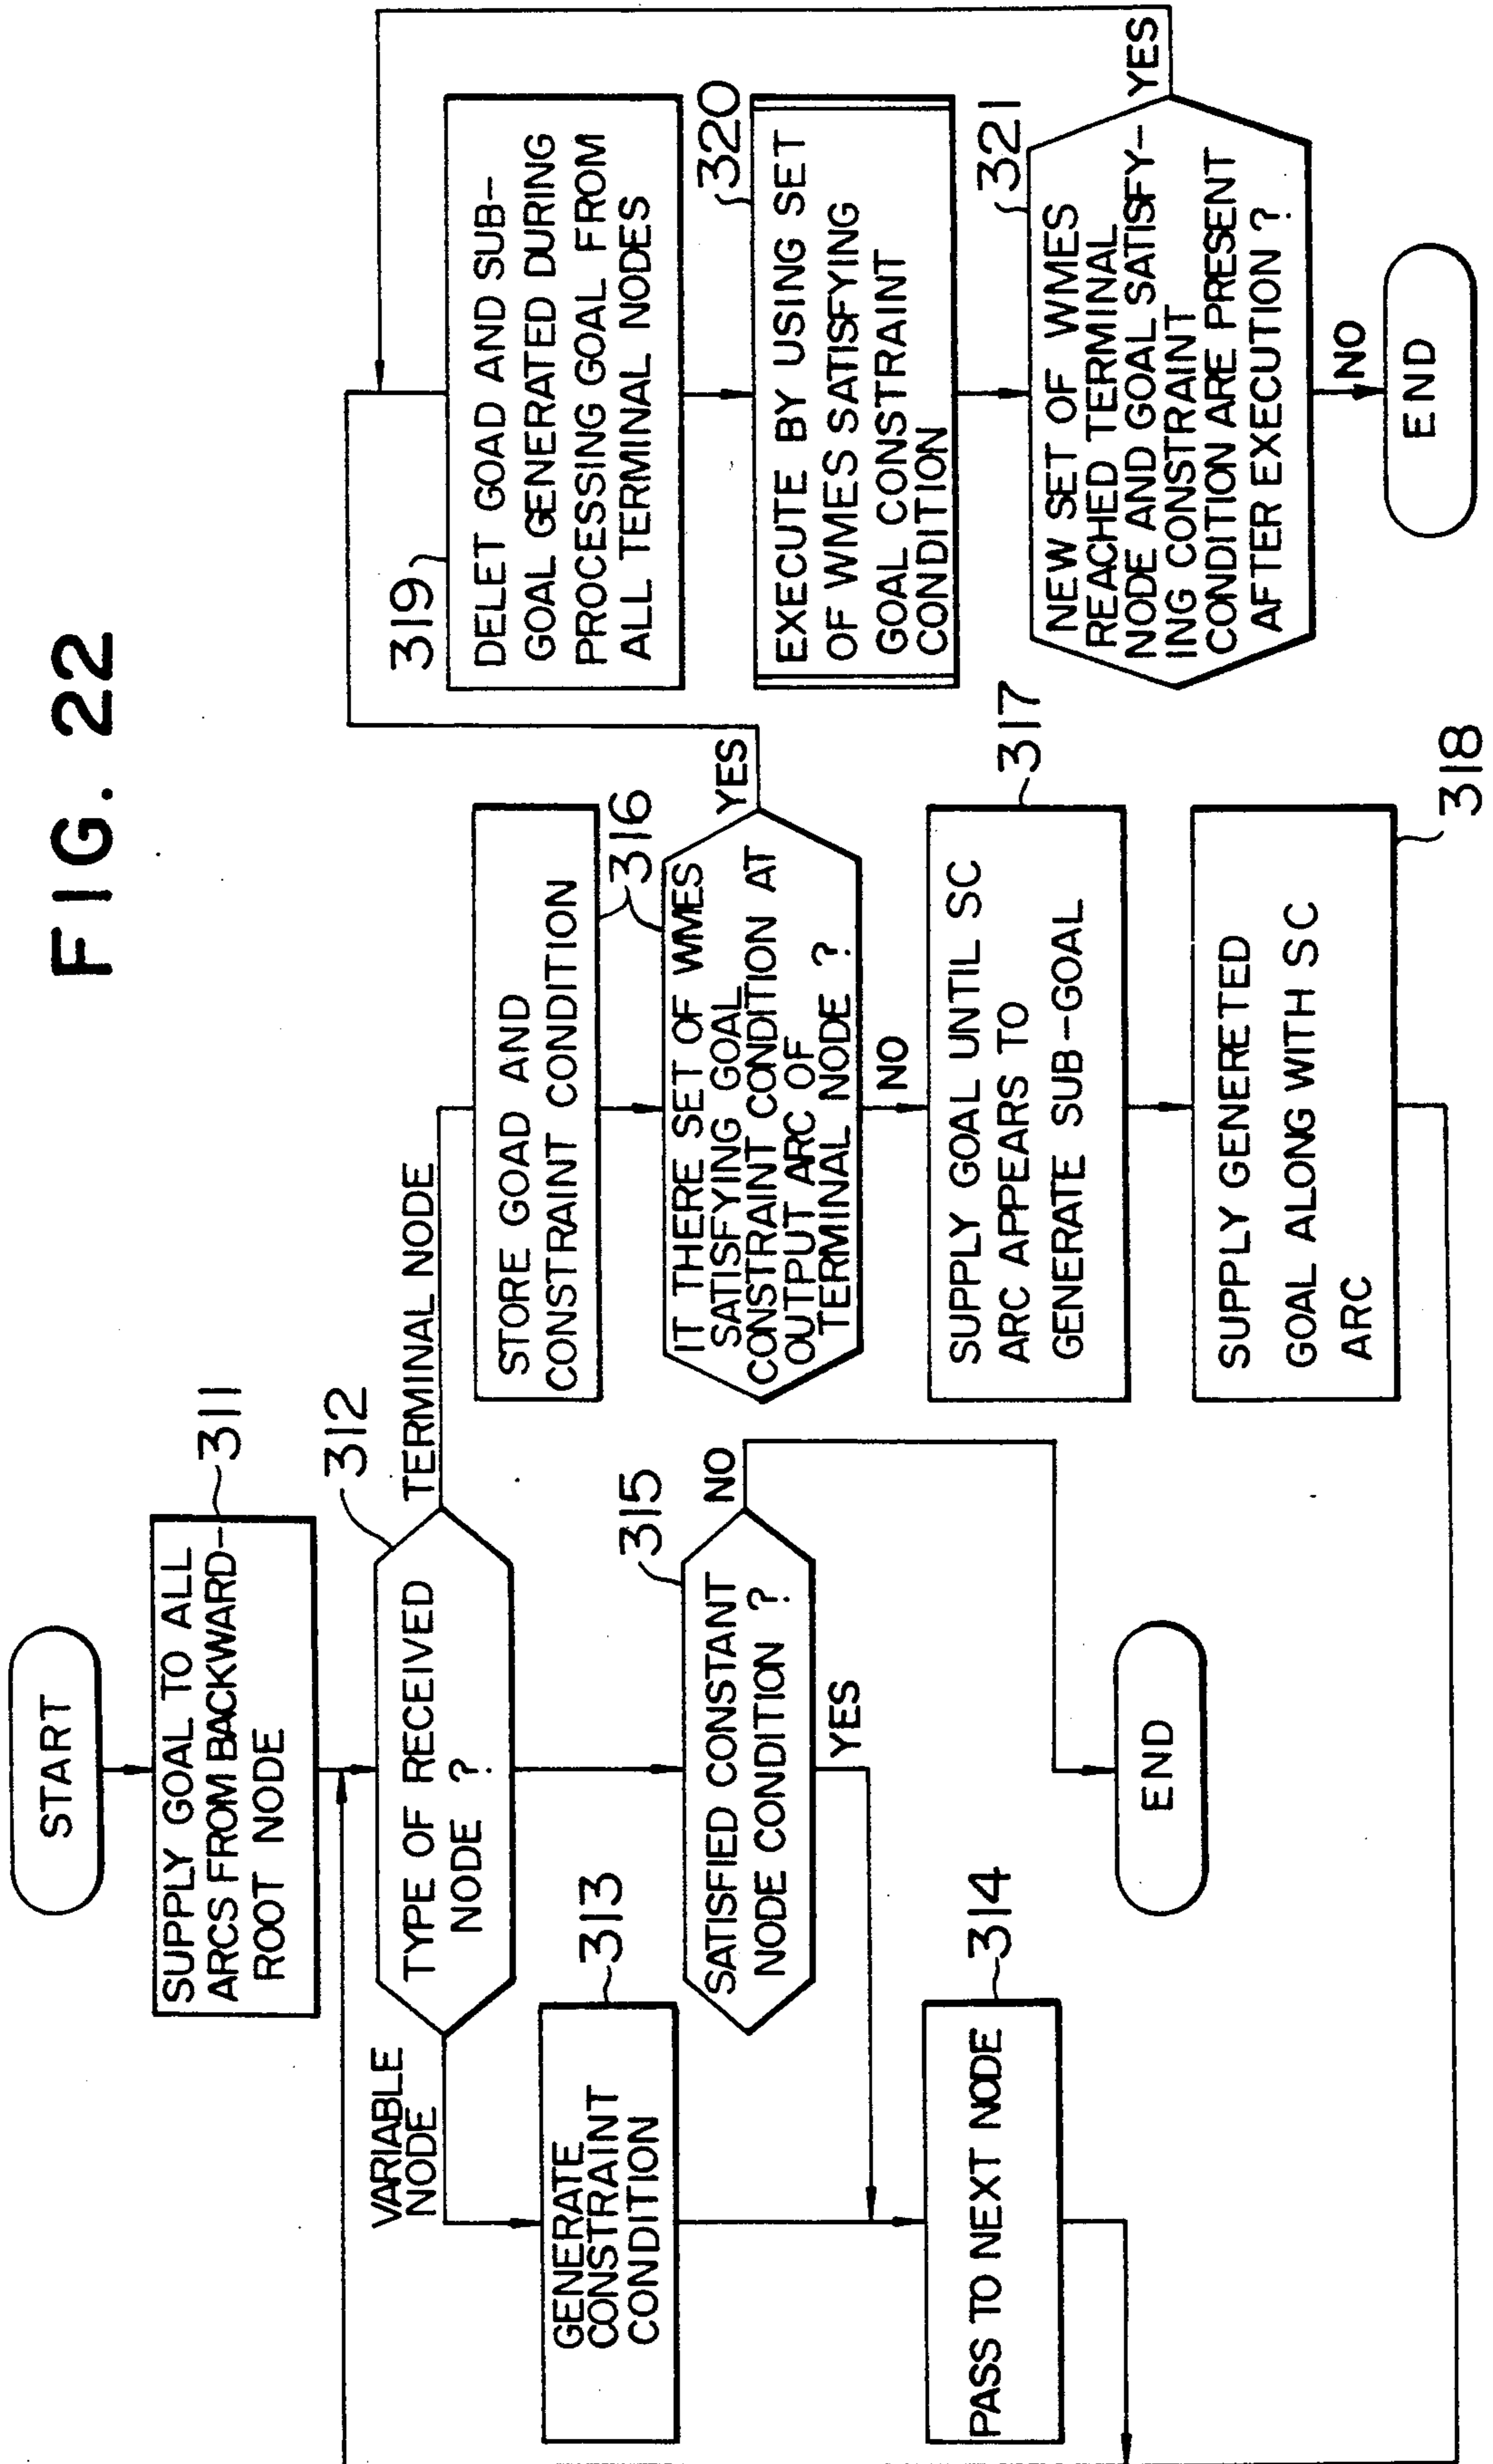 FIG. 22
START
SUPPLY GOAL TO ALL
ARCS FROM BACKWARD-
ROOT NODE
311
TYPE OF RECEIVED
NODE ?
312
VARIABLE
NODE
TERMINAL NODE
GENERATE
CONSTRAINT
CONDITION
313
SATISFIED CONSTANT
NODE CONDITION ?
315
NO
YES
PASS TO NEXT NODE
314
END
STORE GOAD AND
CONSTRAINT CONDITION
316
IT THERE SET OF WMES
SATISFYING GOAL
CONSTRAINT CONDITION AT
OUTPUT ARC OF
TERMINAL NODE ?
YES
NO
SUPPLY GOAL UNTIL SC
ARC APPEARS TO
GENERATE SUB-GOAL
317
SUPPLY GENERETED
GOAL ALONG WITH SC
ARC
318
319
DELET GOAD AND SUB-
GOAL GENERATED DURING
PROCESSING GOAL FROM
ALL TERMINAL NODES
320
EXECUTE BY USING SET
OF WMES SATISFYING
GOAL CONSTRAINT
CONDITION
321
NEW SET OF WMES
REACHED TERMINAL
NODE AND GOAL SATISFY-
ING CONSTRAINT
CONDITION ARE PRESENT
AFTER EXECUTION ?
YES
NO
END